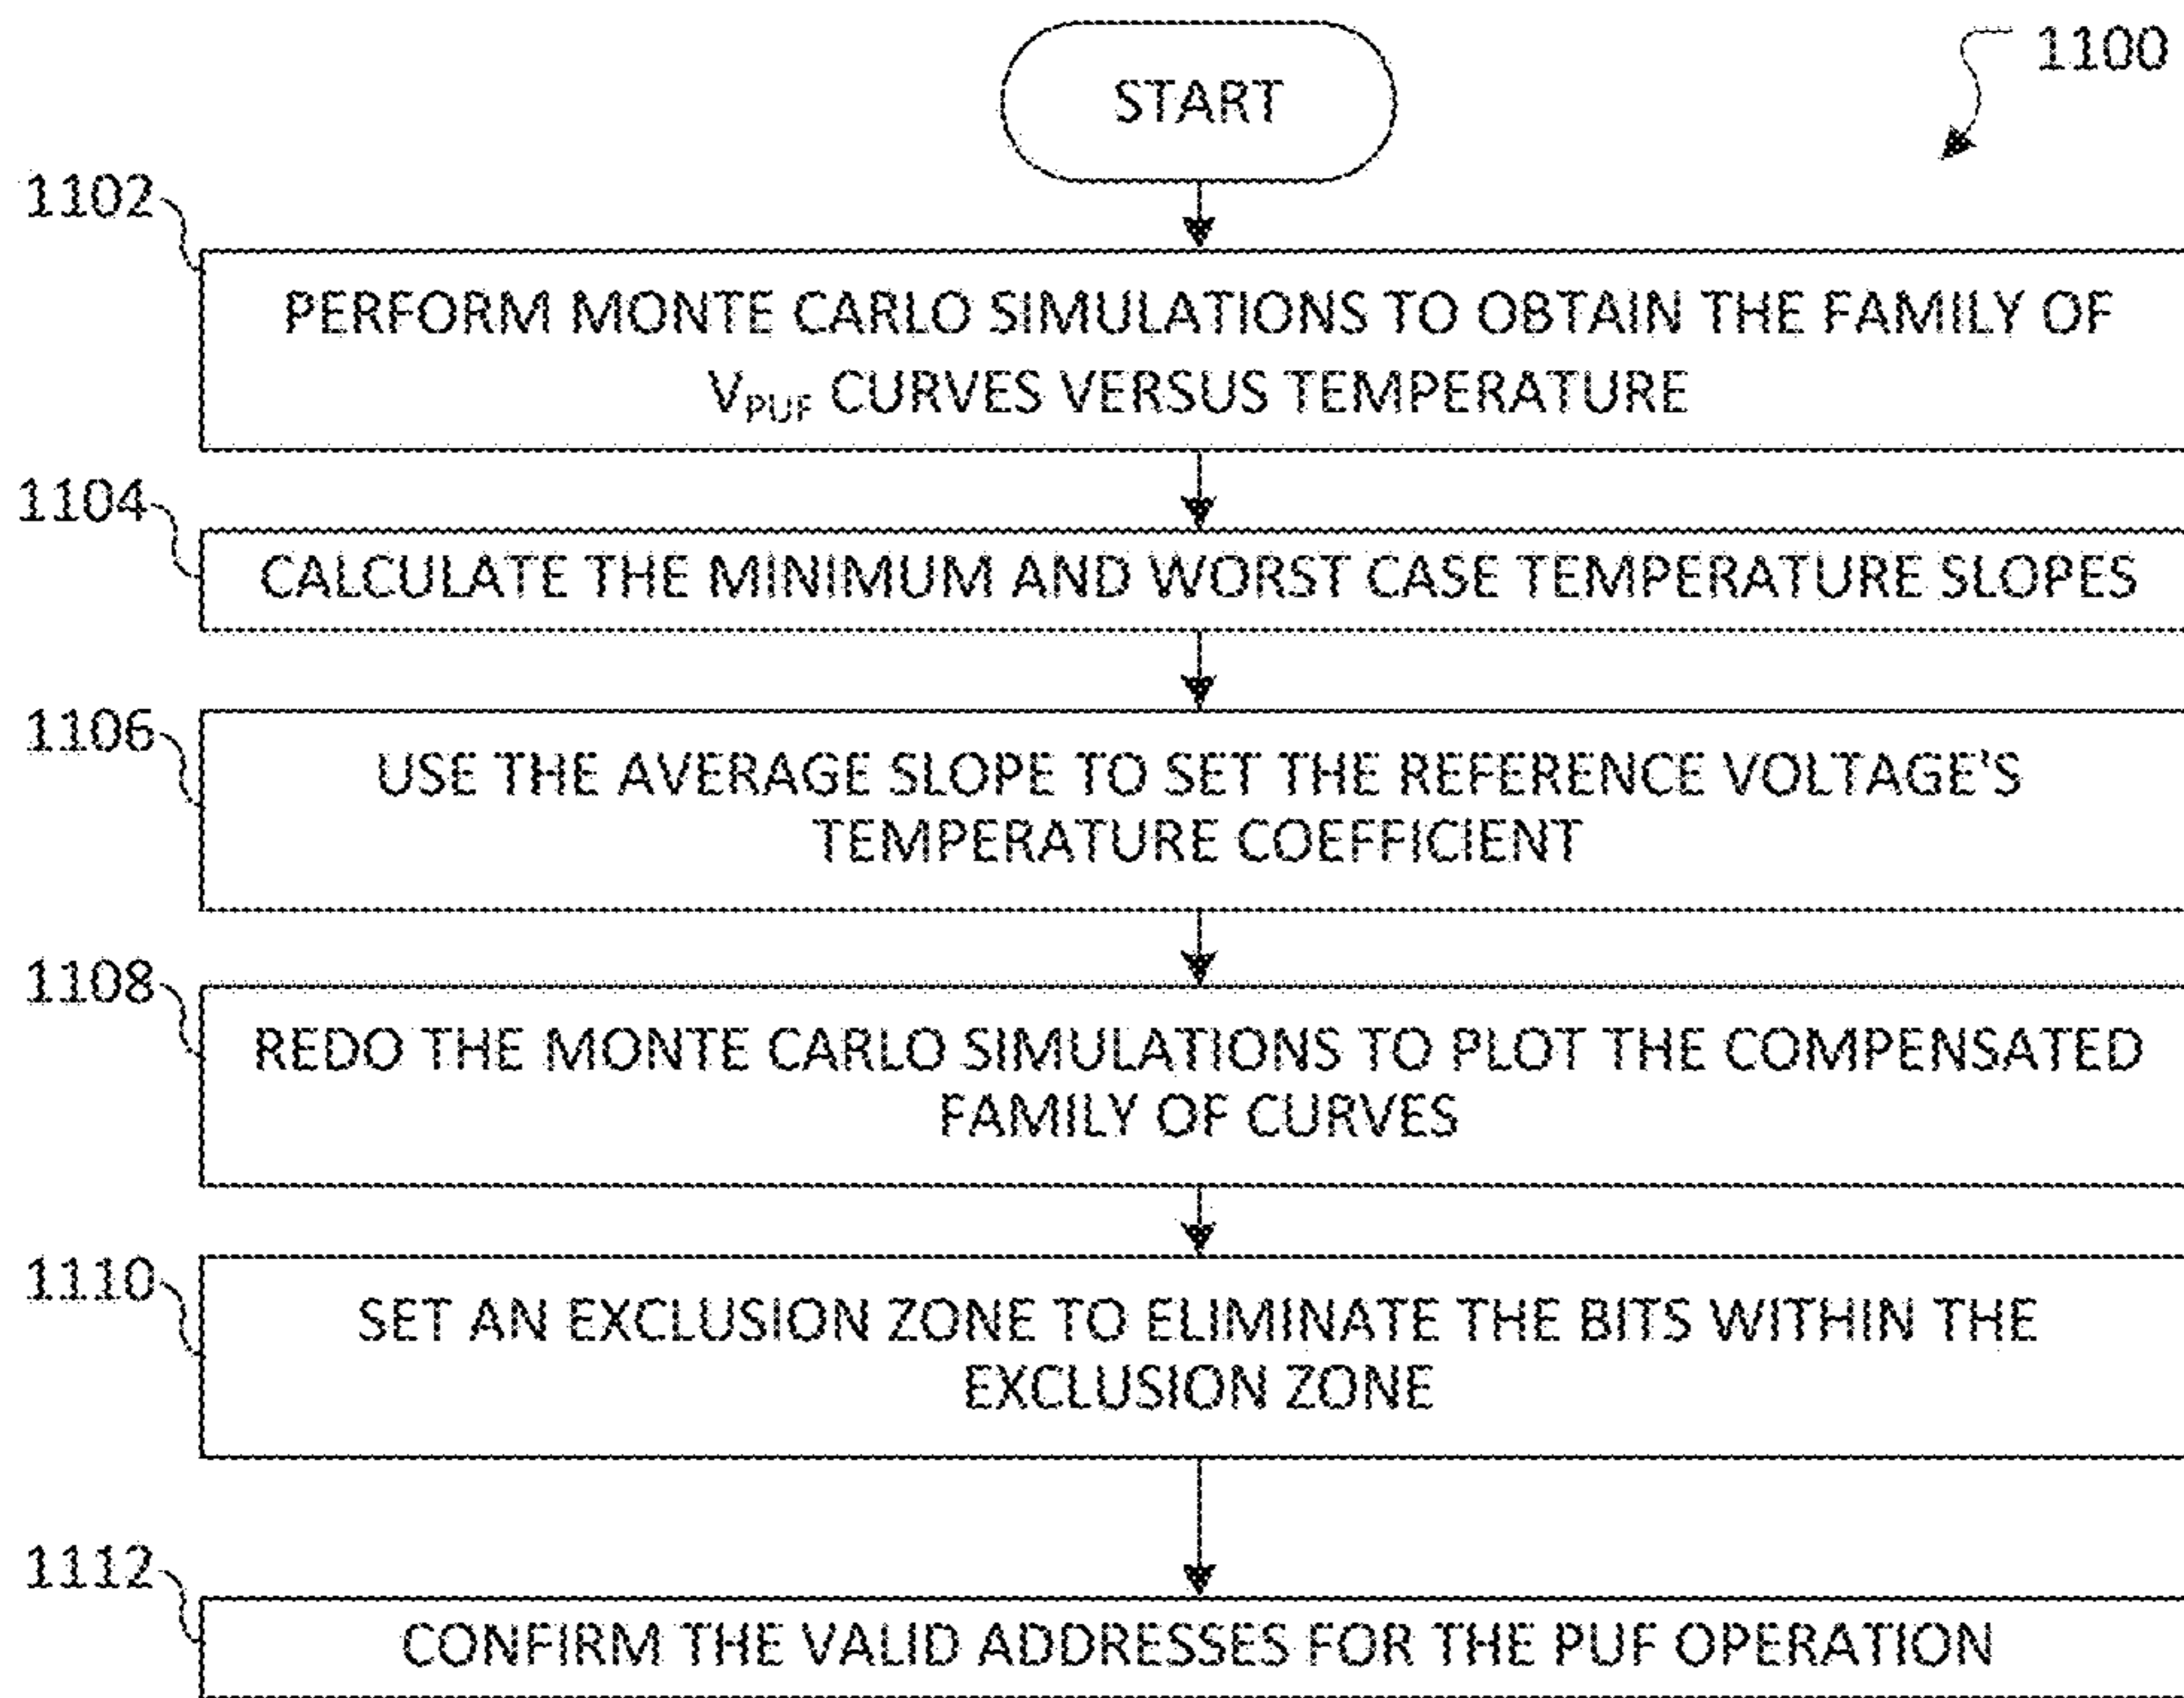 START
1100
1102
PERFORM MONTE CARLO SIMULATIONS TO OBTAIN THE FAMILY OF
VPUF CURVES VERSUS TEMPERATURE
1104
CALCULATE THE MINIMUM AND WORST CASE TEMPERATURE SLOPES
1106
USE THE AVERAGE SLOPE TO SET THE REFERENCE VOLTAGE'S
TEMPERATURE COEFFICIENT
1108
REDO THE MONTE CARLO SIMULATIONS TO PLOT THE COMPENSATED
FAMILY OF CURVES
1110
SET AN EXCLUSION ZONE TO ELIMINATE THE BITS WITHIN THE
EXCLUSION ZONE
1112
CONFIRM THE VALID ADDRESSES FOR THE PUF OPERATION